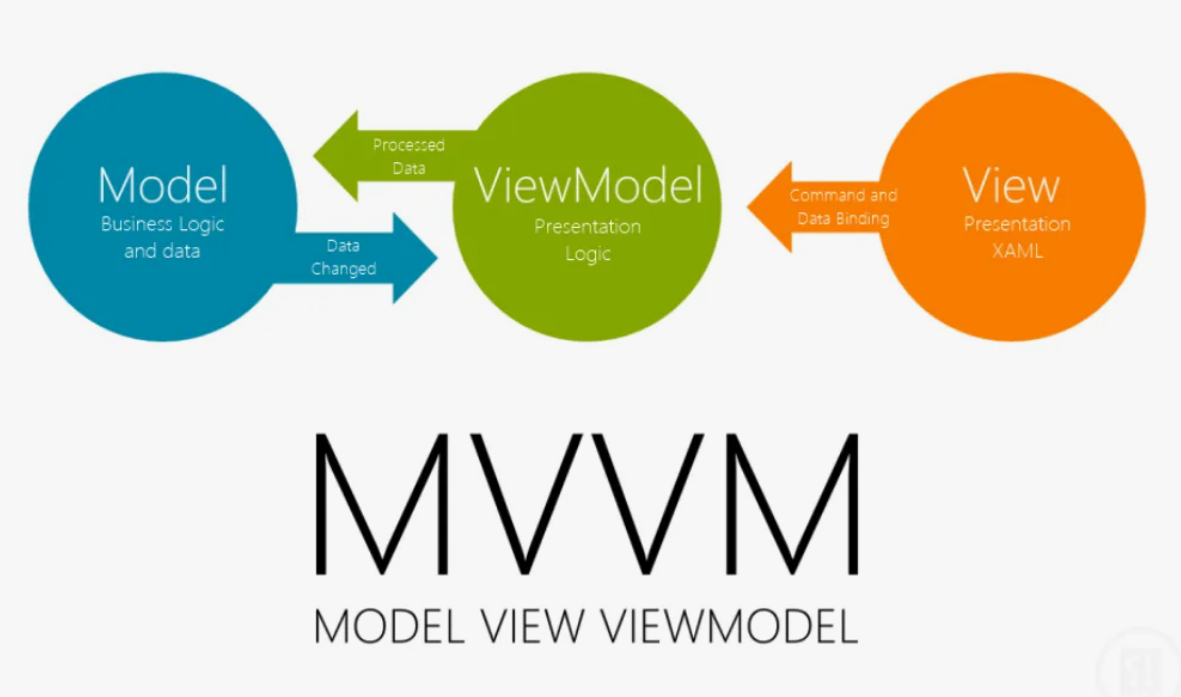 Model
Business Logic
and data
Processed
Data
Data
Changed
ViewModel
Presentation
Logic
Command and
Data Binding
View
Presentation
XAML
MVVM
MODEL VIEW VIEWMODEL